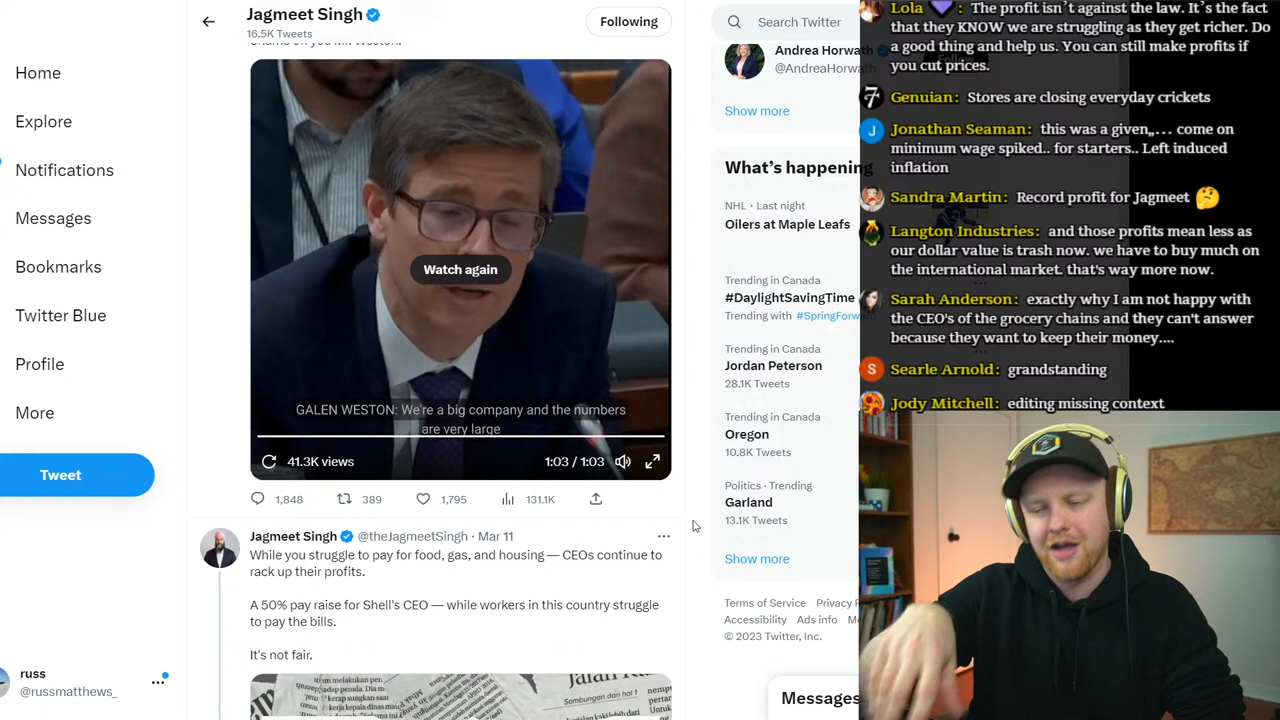 Home
Explore
Notifications
Messages
Bookmarks
Twitter Blue
Profile
More
Tweet
russ
@russmatthews_
Jagmeet Singh
16.5K Tweets
Following
Shame on you Mr. Weston.
Watch again
GALEN WESTON: We're a big company and the numbers
are very large
41.3K views
1:03 / 1:03
1,848
389
1,795
131.1K
Jagmeet Singh @theJagmeetSingh · Mar 11
While you struggle to pay for food, gas, and housing — CEOs continue to
rack up their profits.
A 50% pay raise for Shell's CEO — while workers in this country struggle
to pay the bills.
It's not fair.
Search Twitter
Andrea Horwath
@AndreaHorwath
Show more
What's happening
NHL · Last night
Oilers at Maple Leafs
Trending in Canada
#DaylightSavingTime
Trending with #SpringForw
Trending in Canada
Jordan Peterson
28.1K Tweets
Trending in Canada
Oregon
10.8K Tweets
Politics · Trending
Garland
13.1K Tweets
Show more
Terms of Service Privacy P
Accessibility Ads info Mo
© 2023 Twitter, Inc.
Messages
Lola 💜: The profit isn't against the law. It's the fact
that they KNOW we are struggling as they get richer. Do
a good thing and help us. You can still make profits if
you cut prices.
Genuian: Stores are closing everyday crickets
Jonathan Seaman: this was a given,,... come on
minimum wage spiked.. for starters.. Left induced
inflation
Sandra Martin: Record profit for Jagmeet 🤔
Langton Industries: and those profits mean less as
our dollar value is trash now. we have to buy much on
the international market. that's way more now.
Sarah Anderson: exactly why I am not happy with
the CEO's of the grocery chains and they can't answer
because they want to keep their money....
Searle Arnold: grandstanding
Jody Mitchell: editing missing context